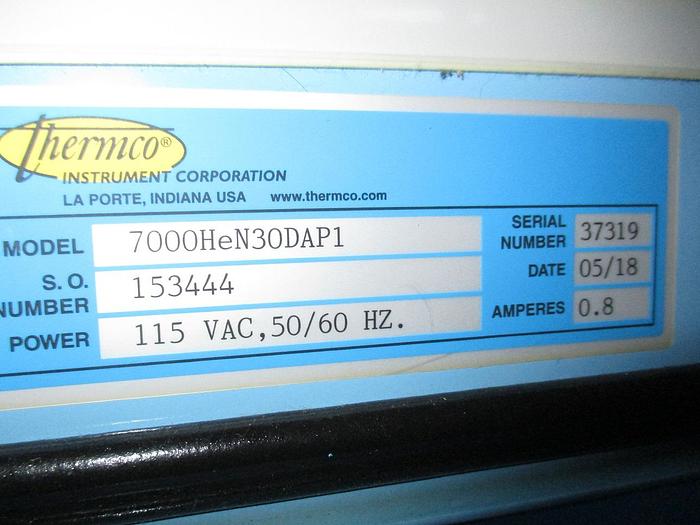 thermco®
INSTRUMENT CORPORATION
LA PORTE, INDIANA USA www.thermco.com
MODEL 7000HeN30DAP1
S. O. NUMBER 153444
POWER 115 VAC,50/60 HZ.
SERIAL NUMBER 37319
DATE 05/18
AMPERES 0.8